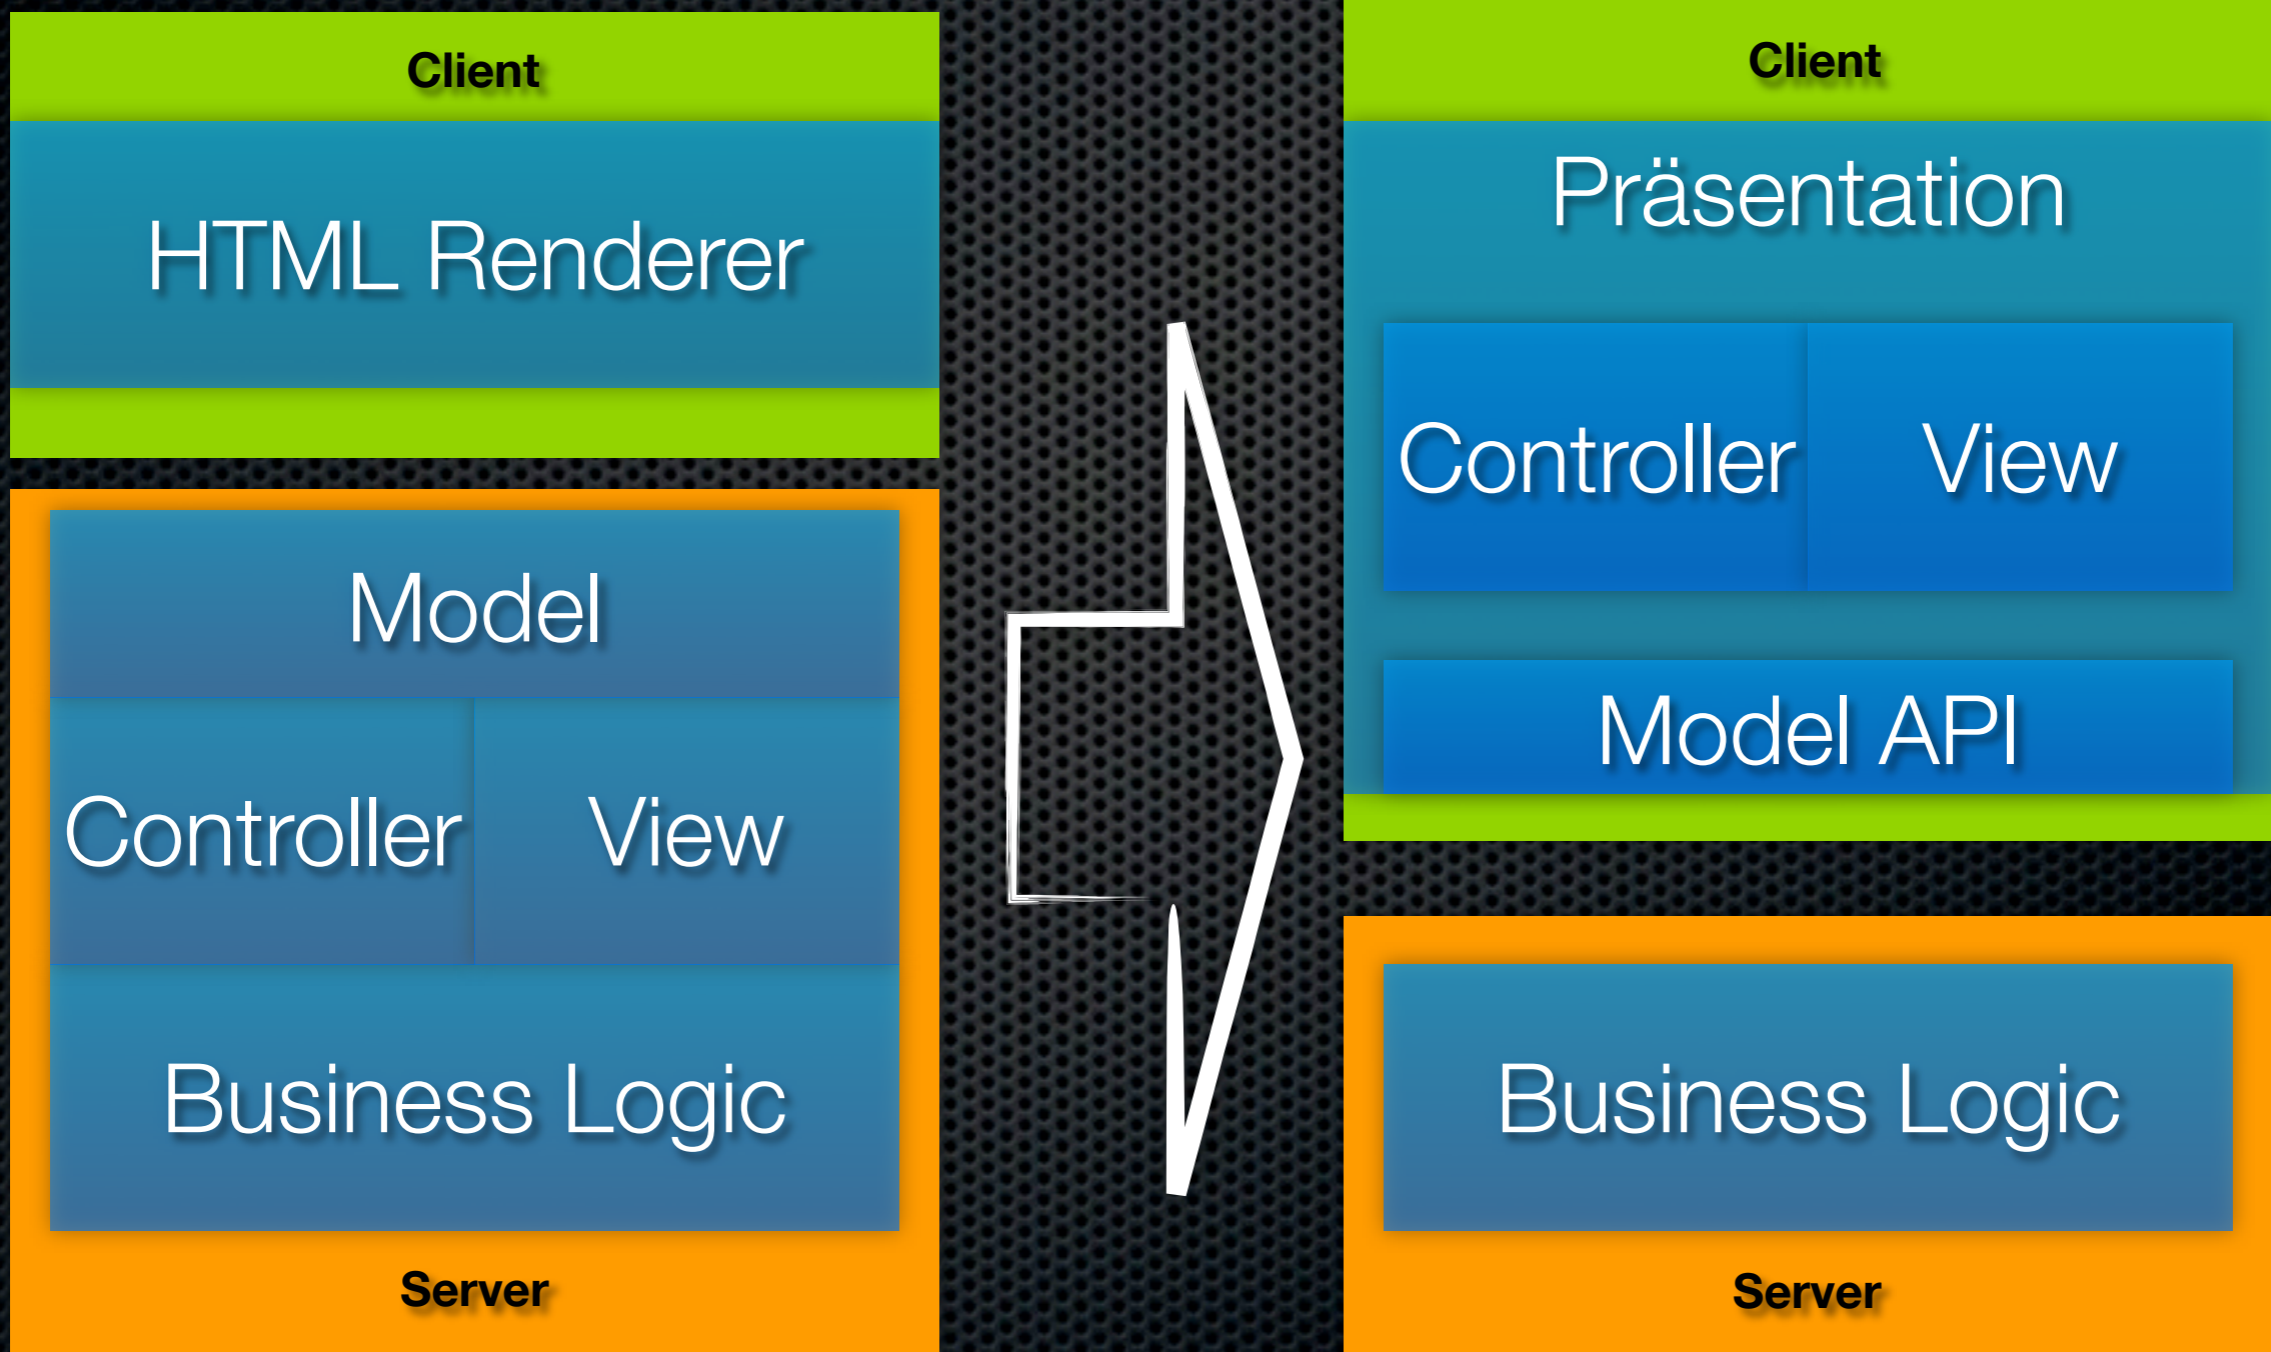 Client
HTML Renderer
Model
Controller
View
Business Logic
Server
Client
Präsentation
Controller
View
Model API
Business Logic
Server